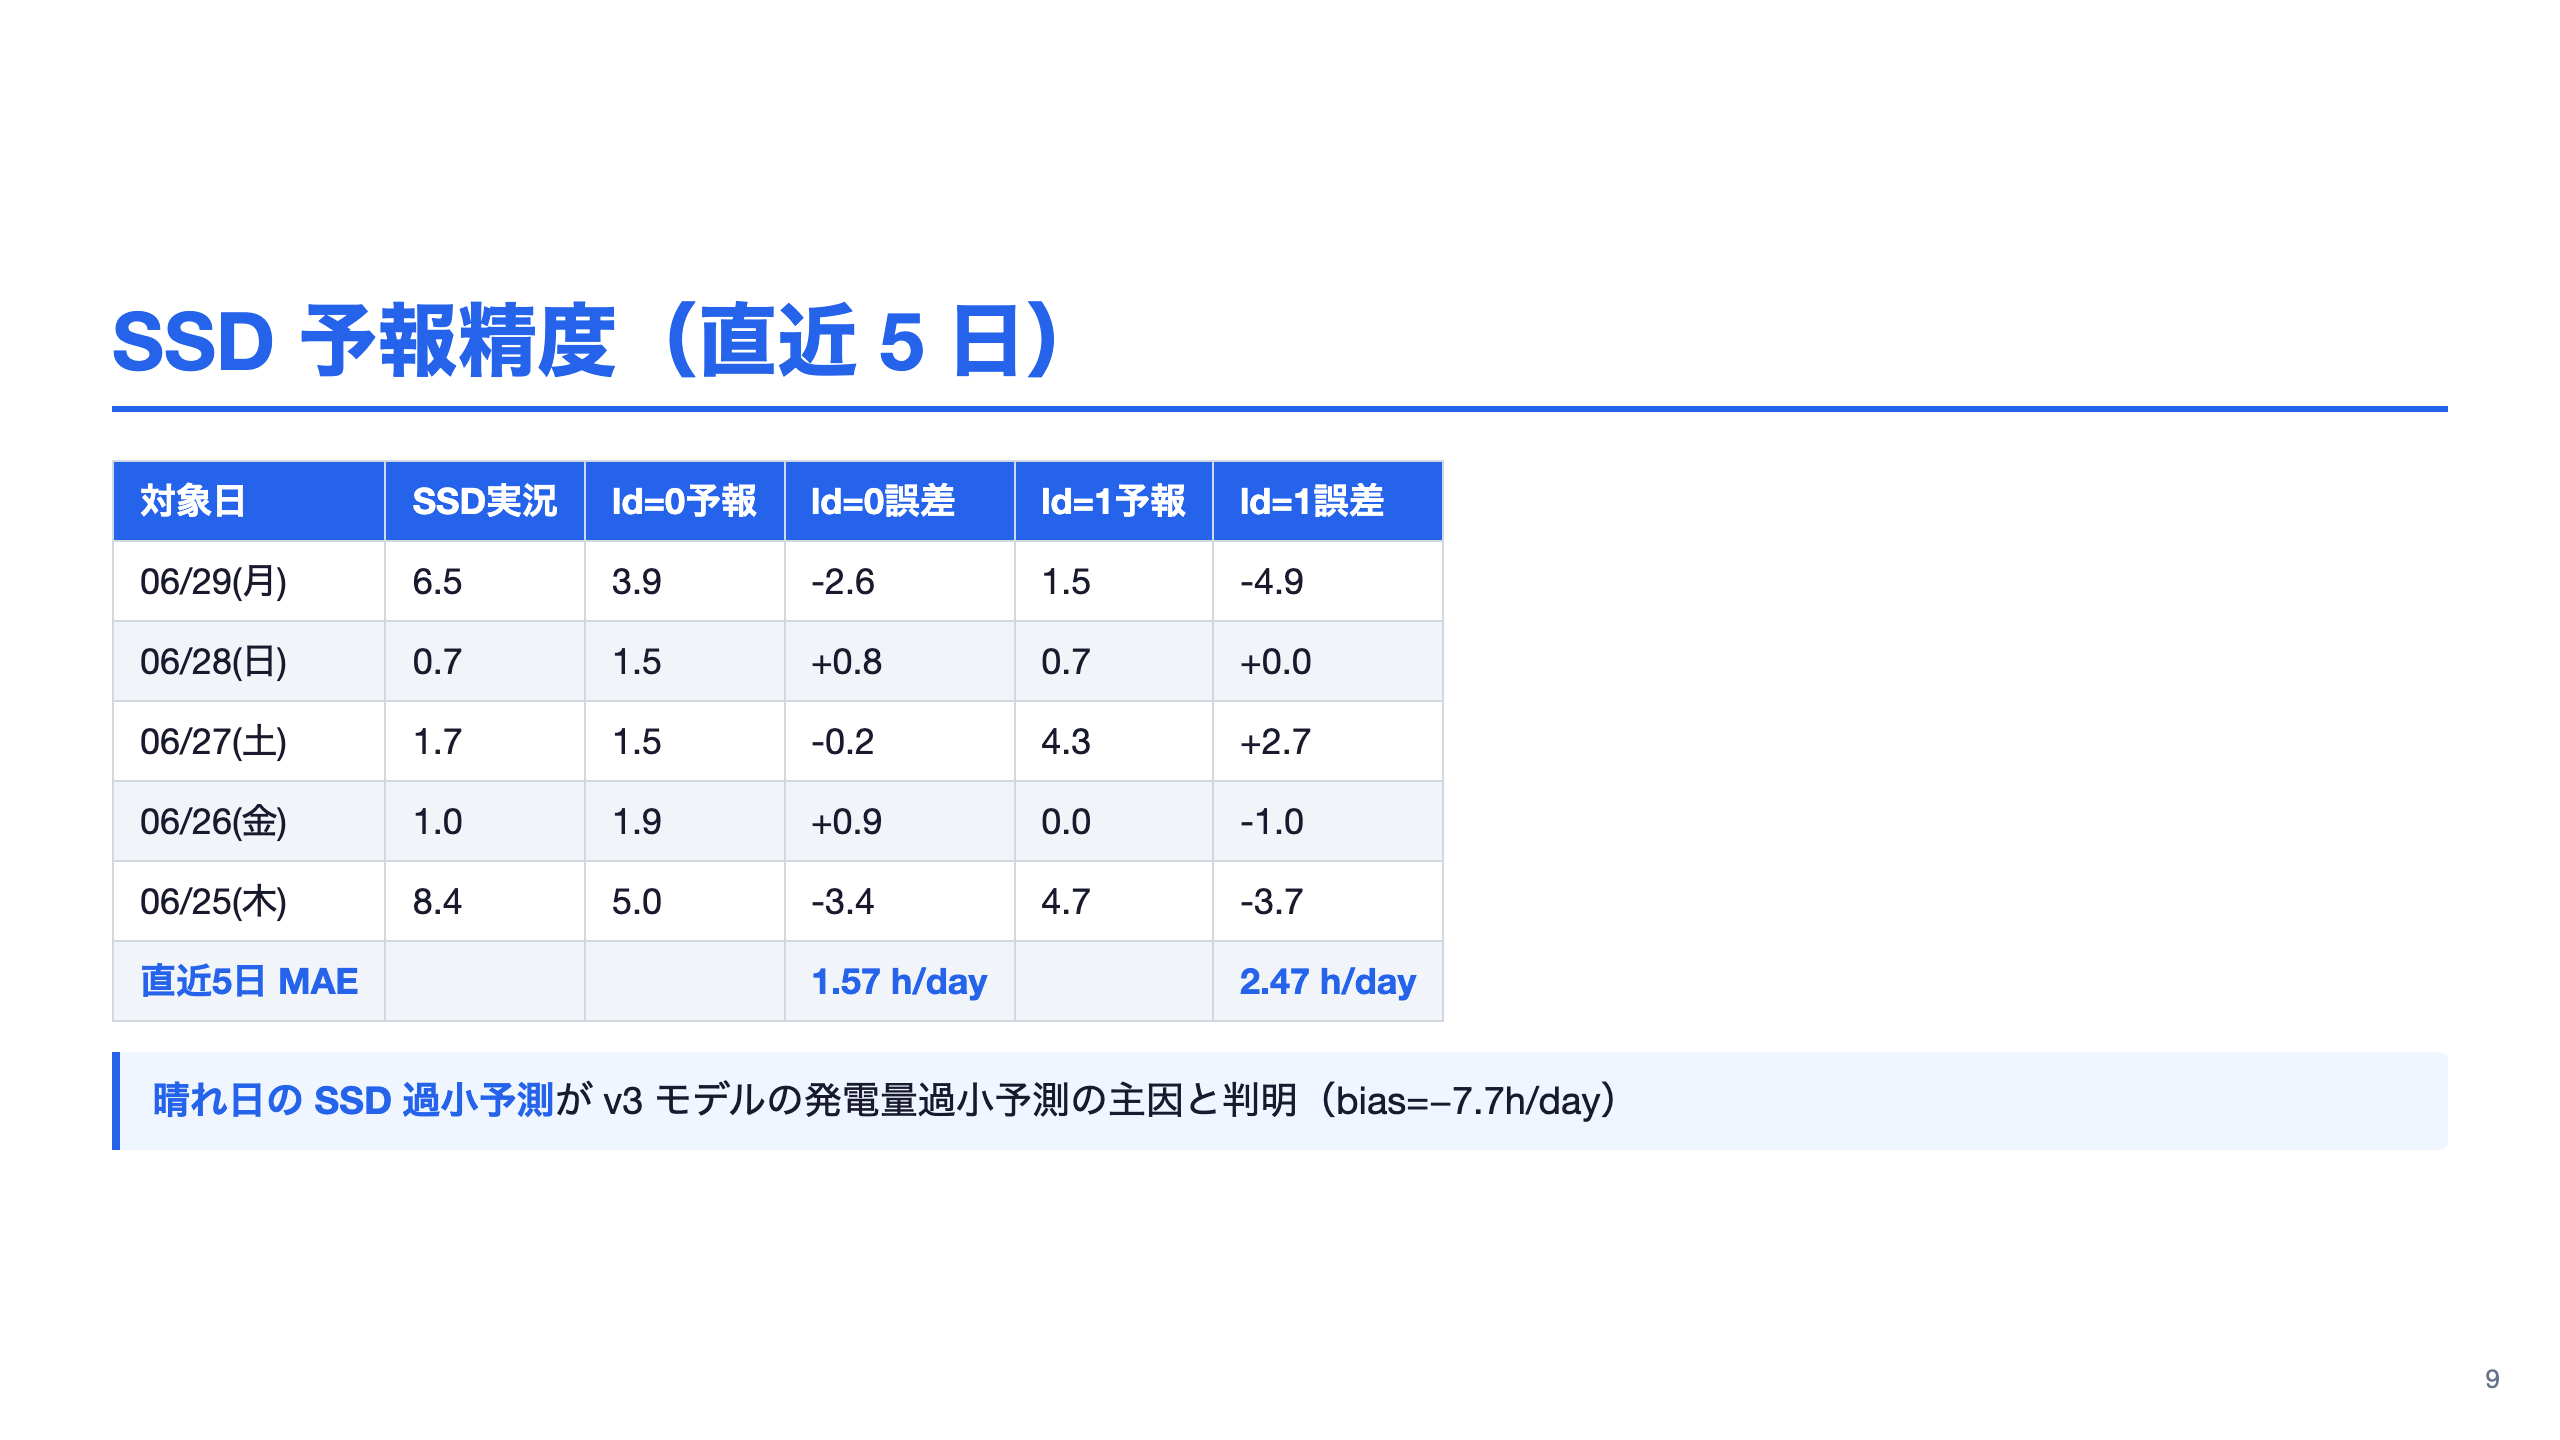 SSD 予報精度（直近 5 日）
対象日 SSD実況 ld=0予報 ld=0誤差 ld=1予報 ld=1誤差
06/29(月) 6.5 3.9 -2.6 1.5 -4.9
06/28(日) 0.7 1.5 +0.8 0.7 +0.0
06/27(土) 1.7 1.5 -0.2 4.3 +2.7
06/26(金) 1.0 1.9 +0.9 0.0 -1.0
06/25(木) 8.4 5.0 -3.4 4.7 -3.7
直近5日 MAE 1.57 h/day 2.47 h/day
晴れ日の SSD 過小予測が v3 モデルの発電量過小予測の主因と判明（bias=−7.7h/day）
9